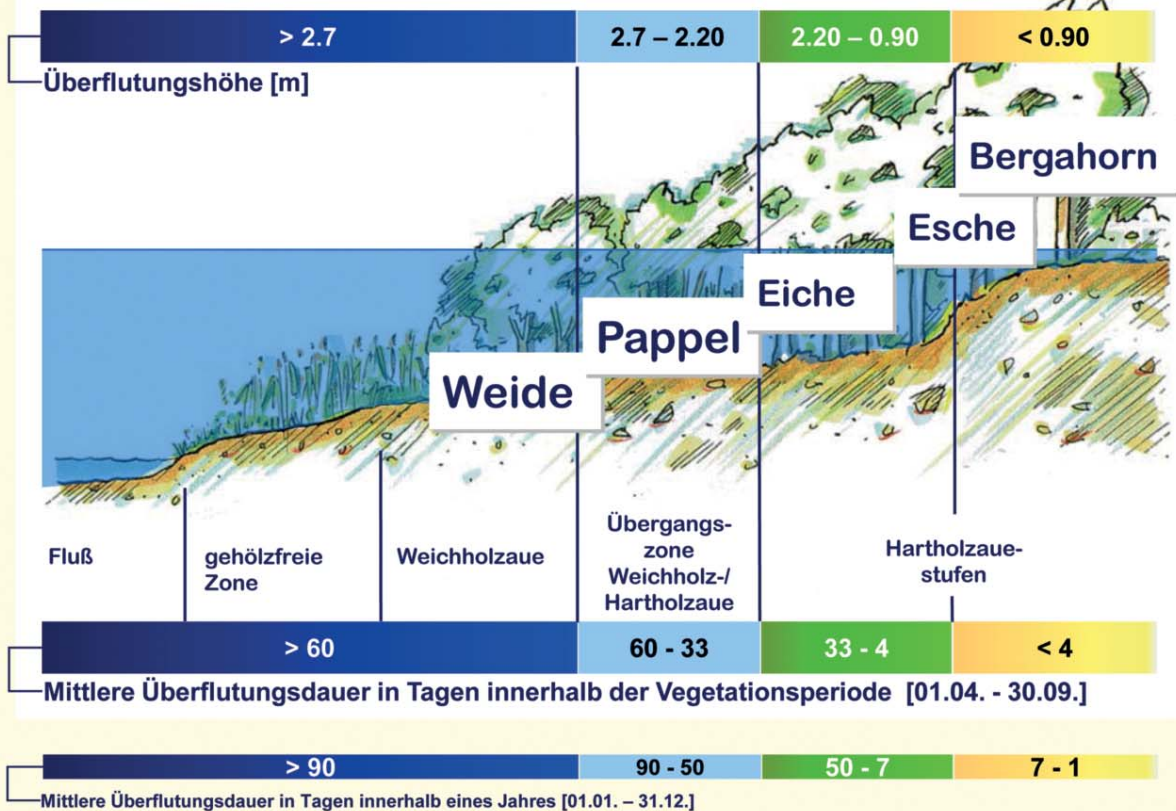 > 2.7
2.7 – 2.20
2.20 – 0.90
< 0.90
Überflutungshöhe [m]
Bergahorn
Esche
Eiche
Pappel
Weide
Fluß
gehölzfreie
Zone
Weichholzaue
Übergangs-
zone
Weichholz-/
Hartholzaue
Hartholzaue-
stufen
> 60
60 - 33
33 - 4
< 4
Mittlere Überflutungsdauer in Tagen innerhalb der Vegetationsperiode [01.04. - 30.09.]
> 90
90 - 50
50 - 7
7 - 1
Mittlere Überflutungsdauer in Tagen innerhalb eines Jahres [01.01. – 31.12.]